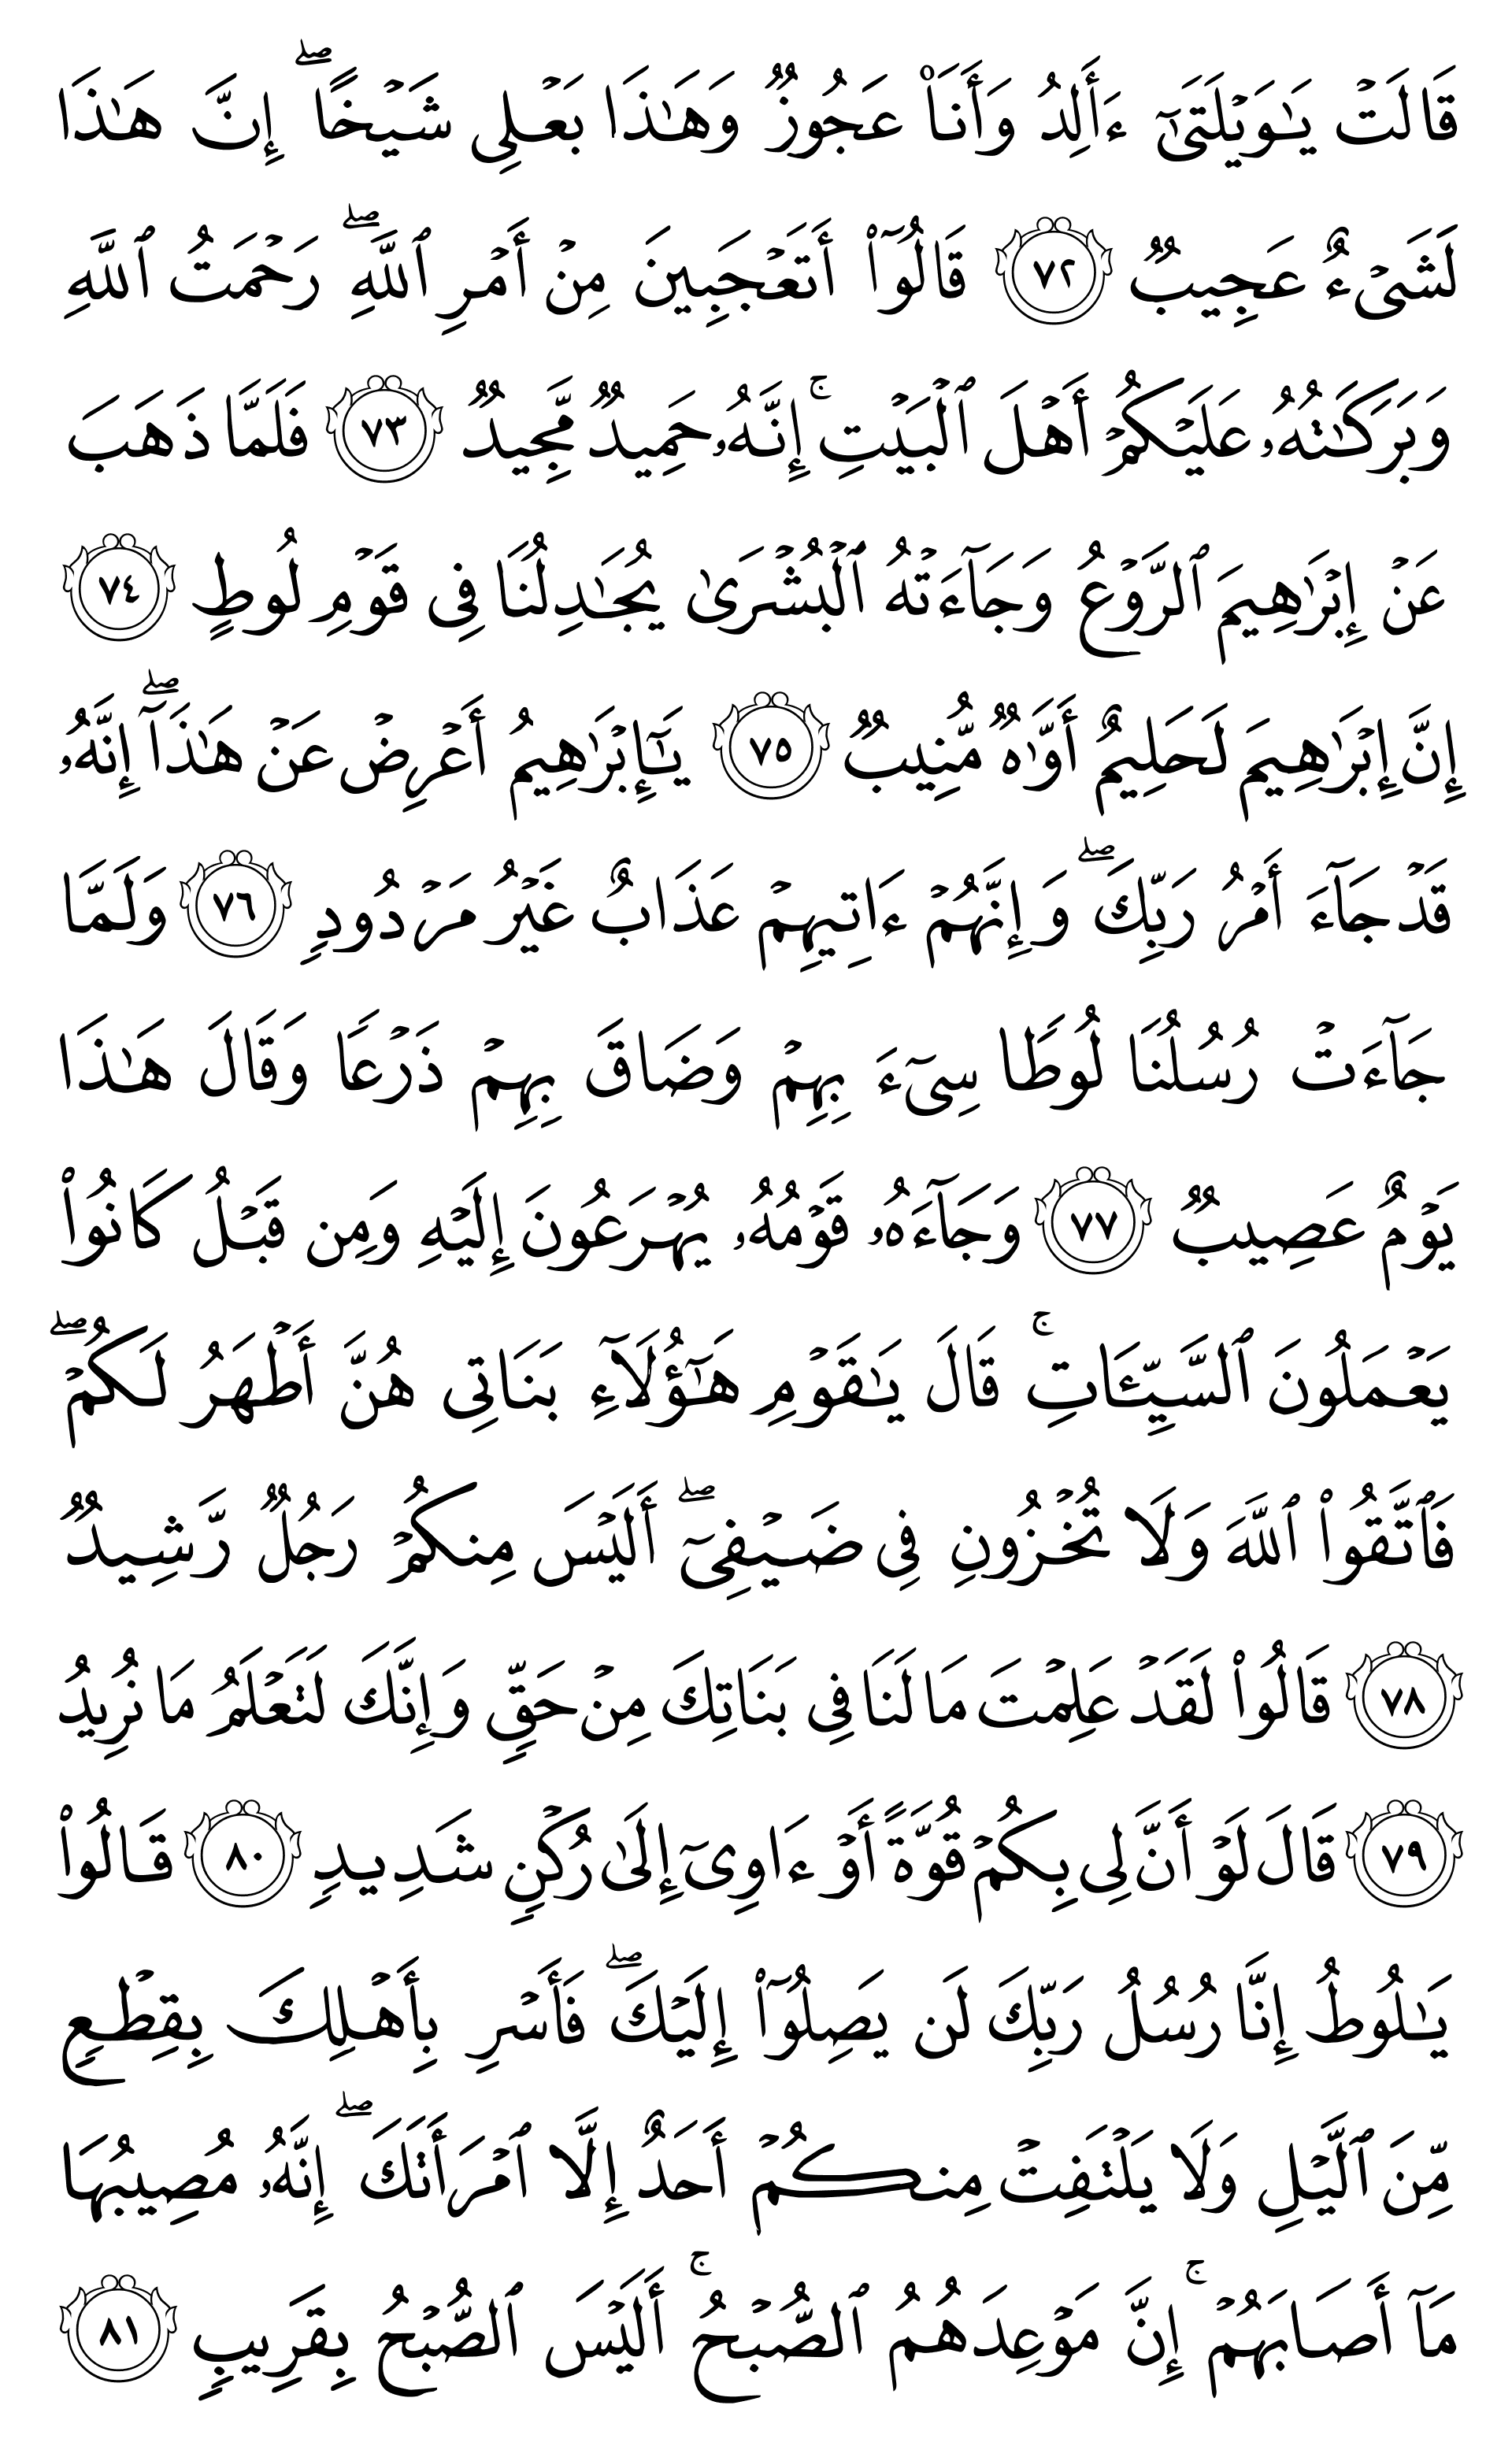 قَالَتۡ يَٰوَيۡلَتَىٰٓ ءَأَلِدُ وَأَنَا۠ عَجُوزٞ وَهَٰذَا بَعۡلِي شَيۡخًاۖ إِنَّ هَٰذَا
لَشَيۡءٌ عَجِيبٞ ٧٢ قَالُوٓاْ أَتَعۡجَبِينَ مِنۡ أَمۡرِ ٱللَّهِۖ رَحۡمَتُ ٱللَّهِ
وَبَرَكَٰتُهُۥ عَلَيۡكُمۡ أَهۡلَ ٱلۡبَيۡتِۚ إِنَّهُۥ حَمِيدٞ مَّجِيدٞ ٧٣ فَلَمَّا ذَهَبَ
عَنۡ إِبۡرَٰهِيمَ ٱلرَّوۡعُ وَجَآءَتۡهُ ٱلۡبُشۡرَىٰ يُجَٰدِلُنَا فِي قَوۡمِ لُوطٍ ٧٤
إِنَّ إِبۡرَٰهِيمَ لَحَلِيمٌ أَوَّٰهٞ مُّنِيبٞ ٧٥ يَٰٓإِبۡرَٰهِيمُ أَعۡرِضۡ عَنۡ هَٰذَآۖ إِنَّهُۥ
قَدۡ جَآءَ أَمۡرُ رَبِّكَۖ وَإِنَّهُمۡ ءَاتِيهِمۡ عَذَابٌ غَيۡرُ مَرۡدُودٖ ٧٦ وَلَمَّا
جَآءَتۡ رُسُلُنَا لُوطٗا سِيٓءَ بِهِمۡ وَضَاقَ بِهِمۡ ذَرۡعٗا وَقَالَ هَٰذَا
يَوۡمٌ عَصِيبٞ ٧٧ وَجَآءَهُۥ قَوۡمُهُۥ يُهۡرَعُونَ إِلَيۡهِ وَمِن قَبۡلُ كَانُواْ
يَعۡمَلُونَ ٱلسَّيِّـَٔاتِۚ قَالَ يَٰقَوۡمِ هَٰٓؤُلَآءِ بَنَاتِي هُنَّ أَطۡهَرُ لَكُمۡۖ
فَٱتَّقُواْ ٱللَّهَ وَلَا تُخۡزُونِ فِي ضَيۡفِيٓۖ أَلَيۡسَ مِنكُمۡ رَجُلٞ رَّشِيدٞ
٧٨ قَالُواْ لَقَدۡ عَلِمۡتَ مَا لَنَا فِي بَنَاتِكَ مِنۡ حَقّٖ وَإِنَّكَ لَتَعۡلَمُ مَا نُرِيدُ
٧٩ قَالَ لَوۡ أَنَّ لِي بِكُمۡ قُوَّةً أَوۡ ءَاوِيٓ إِلَىٰ رُكۡنٖ شَدِيدٖ ٨٠ قَالُواْ
يَٰلُوطُ إِنَّا رُسُلُ رَبِّكَ لَن يَصِلُوٓاْ إِلَيۡكَۖ فَأَسۡرِ بِأَهۡلِكَ بِقِطۡعٖ
مِّنَ ٱلَّيۡلِ وَلَا يَلۡتَفِتۡ مِنكُمۡ أَحَدٌ إِلَّا ٱمۡرَأَتَكَۖ إِنَّهُۥ مُصِيبُهَا
مَآ أَصَابَهُمۡۚ إِنَّ مَوۡعِدَهُمُ ٱلصُّبۡحُۚ أَلَيۡسَ ٱلصُّبۡحُ بِقَرِيبٖ ٨١